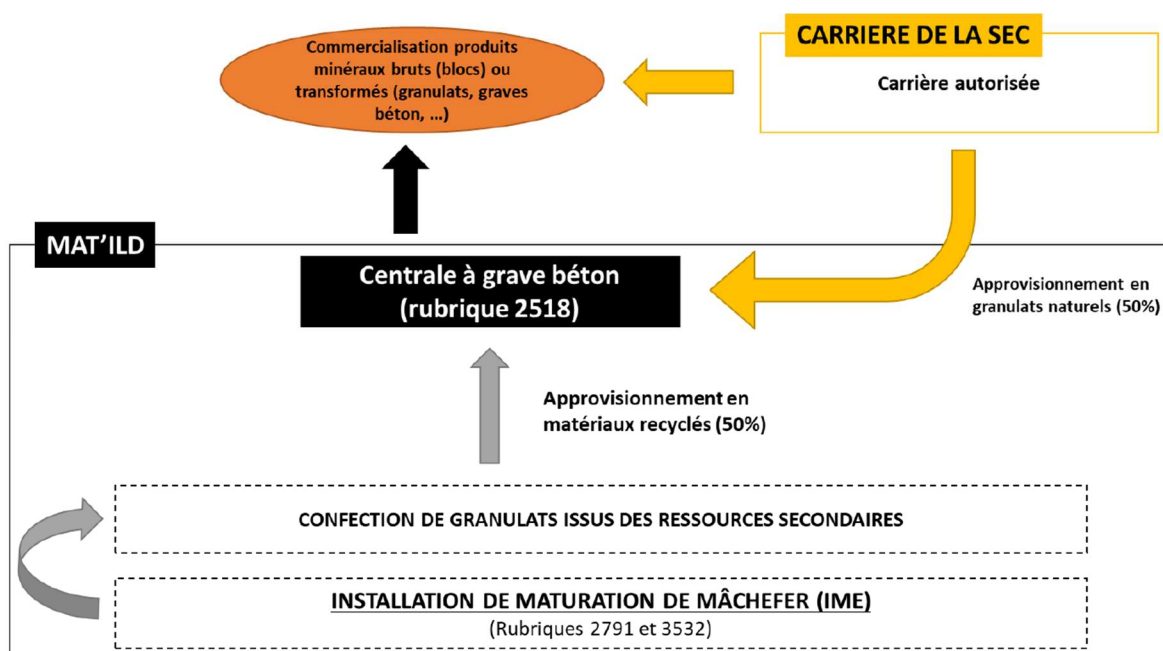 CARRIERE DE LA SEC
Carrière autorisée
Commercialisation produits
minéraux bruts (blocs) ou
transformés (granulats, graves
béton, …)
MAT’ILD
Centrale à grave béton
(rubrique 2518)
Approvisionnement en
granulats naturels (50%)
Approvisionnement en
matériaux recyclés (50%)
CONFECTION DE GRANULATS ISSUS DES RESSOURCES SECONDAIRES
INSTALLATION DE MATURATION DE MÂCHEFER (IME)
(Rubriques 2791 et 3532)